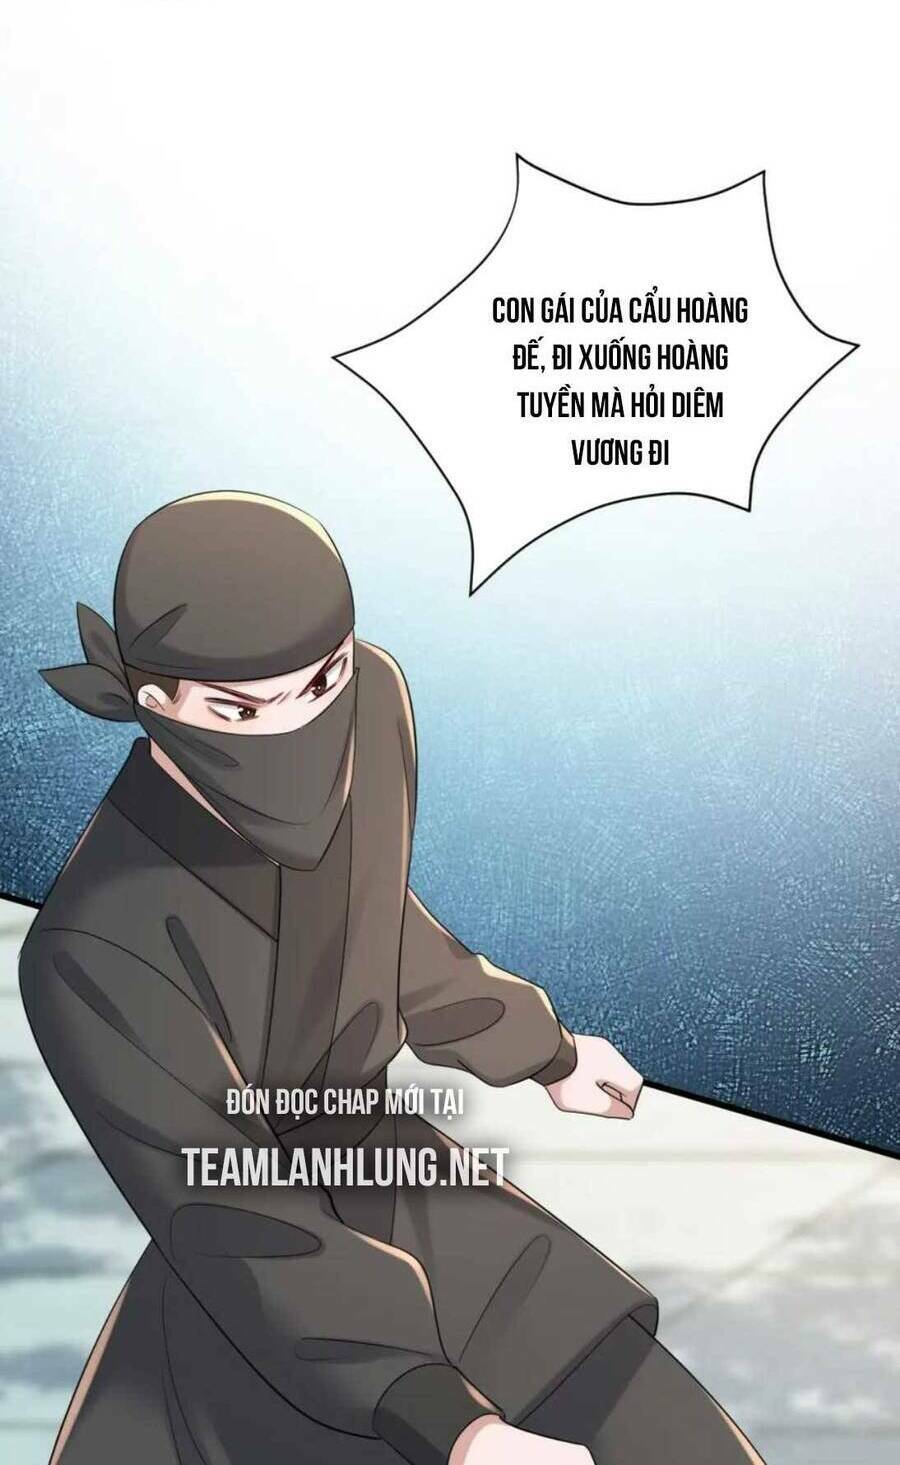 CON GÁI CỦA CẨU HOÀNG
ĐẾ, ĐI XUỐNG HOÀNG
TUYỀN MÀ HỎI DIÊM
VƯƠNG ĐI
ĐÓN ĐỌC CHAP MỚI TẠI
TEAMLANHLUNG.NET